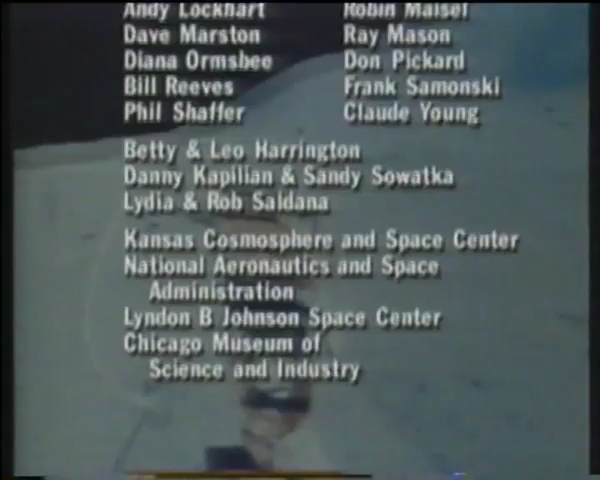 Andy Lockhart Robin Maisel
Dave Marston Ray Mason
Diana Ormsbee Don Pickard
Bill Reeves Frank Samonski
Phil Shaffer Claude Young
Betty & Leo Harrington
Danny Kapilian & Sandy Sowatka
Lydia & Rob Saldana
Kansas Cosmosphere and Space Center
National Aeronautics and Space
Administration
Lyndon B Johnson Space Center
Chicago Museum of
Science and Industry